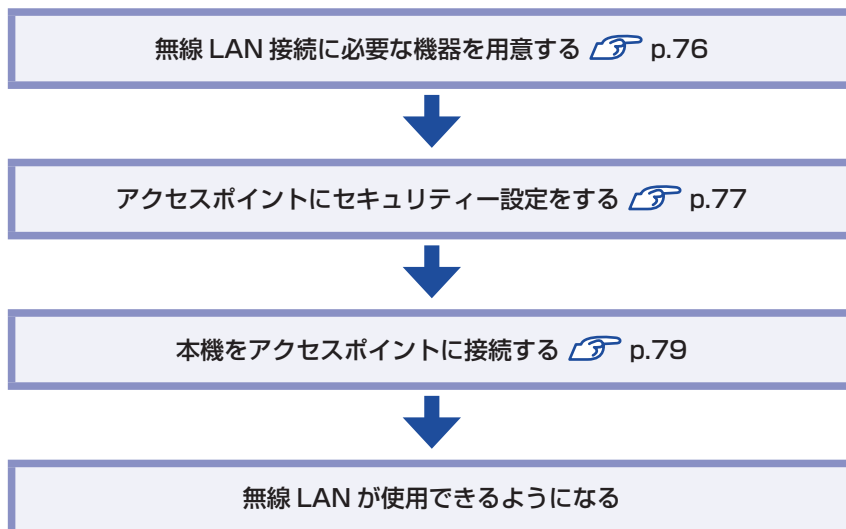 無線 LAN 接続に必要な機器を用意する p.76
アクセスポイントにセキュリティー設定をする p.77
本機をアクセスポイントに接続する p.79
無線 LAN が使用できるようになる